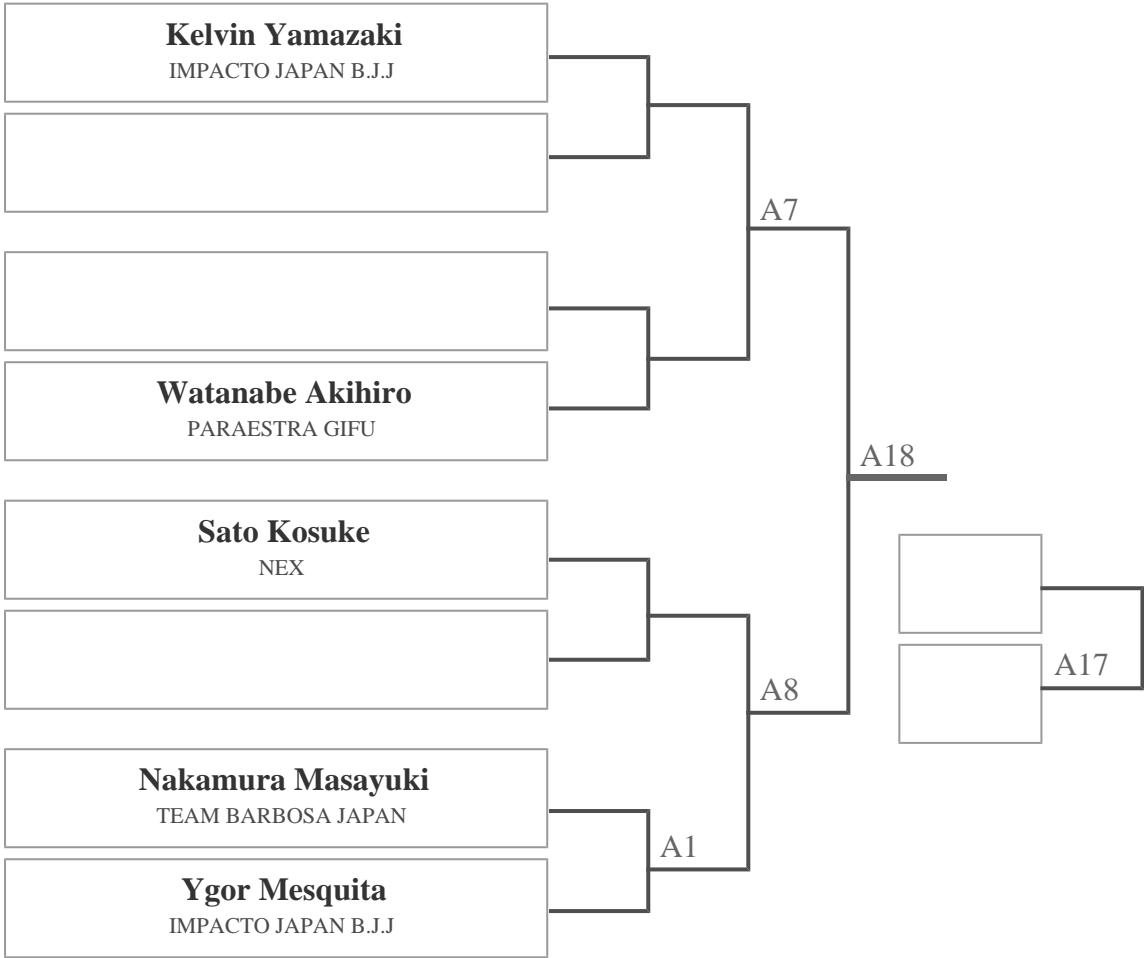 Kelvin Yamazaki
IMPACTO JAPAN B.J.J
A7
Watanabe Akihiro
PARAESTRA GIFU
A18
Sato Kosuke
NEX
A17
A8
Nakamura Masayuki
TEAM BARBOSA JAPAN
A1
Ygor Mesquita
IMPACTO JAPAN B.J.J